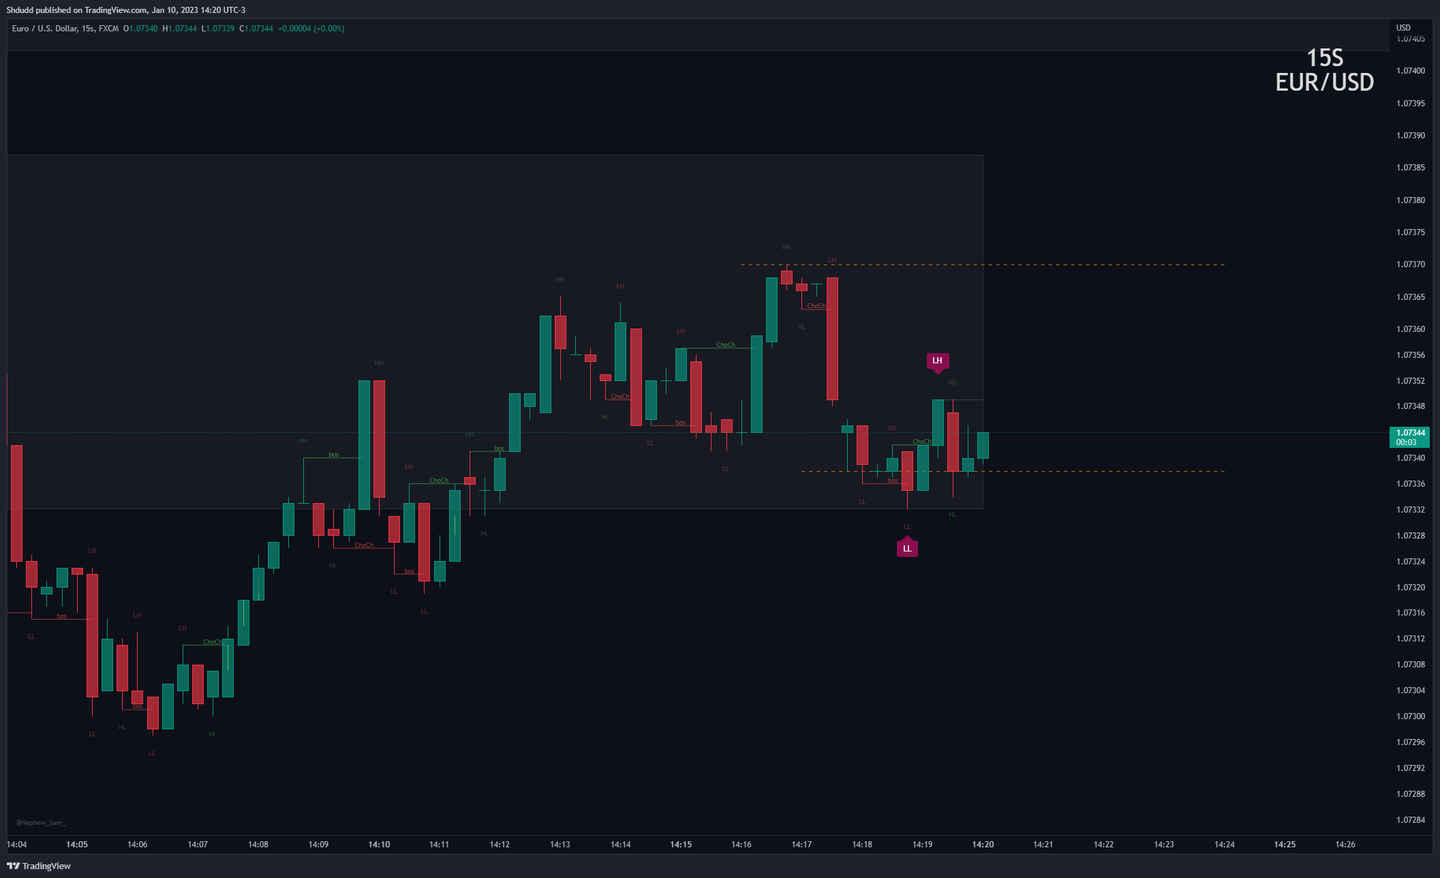 Shdudd published on TradingView.com, Jan 10, 2023 14:20 UTC-3
Euro / U.S. Dollar, 15s, FXCM O1.07340 H1.07344 L1.07339 C1.07344 +0.00004 (+0.00%)
USD
1.07405
15S
EUR/USD
1.07400
1.07395
1.07390
1.07385
1.07380
1.07375
HH
1.07370
LH
HH
LH
1.07365
ChoCh
HL
LH
1.07360
ChoCh
1.07356
LH
HH
1.07352
HH
ChoCh
1.07348
HL
LH
bos
1.07344
00:03
HH
HH
LL
ChoCh
bos
bos
1.07340
LH
LL
ChoCh
bos
1.07336
LL
1.07332
HL
LL
HL
1.07328
ChoCh
LL
LH
1.07324
HL
bos
1.07320
LL
LL
bos
LH
1.07316
LH
LL
ChoCh
1.07312
1.07308
1.07304
bos
1.07300
HL
LL
HL
1.07296
LL
1.07292
1.07288
@Nephew_Sam_
1.07284
14:04 14:05 14:06 14:07 14:08 14:09 14:10 14:11 14:12 14:13 14:14 14:15 14:16 14:17 14:18 14:19 14:20 14:21 14:22 14:23 14:24 14:25 14:26
TradingView